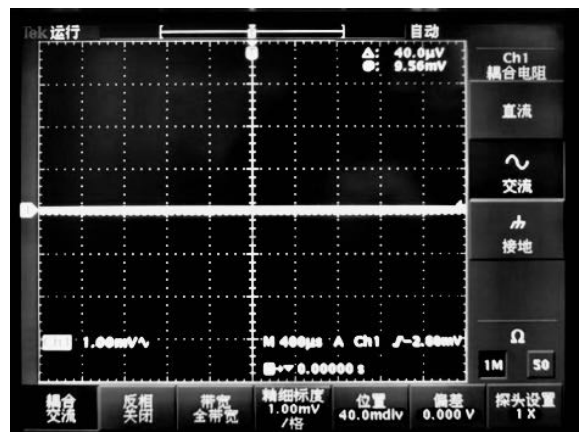 Tek 运行
自动
Δ: 40.0μV
@: 9.56mV
Ch1
耦合电阻
直流
交流
接地
Ω
1M 50
Ch1 1.00mV∿ M 400μs A Ch1 ∫-2.00mV
0.00000 s
耦合
交流
反相
关闭
带宽
全带宽
精细标度
1.00mV
/格
位置
40.0mdiv
偏差
0.000 V
探头设置
1 X